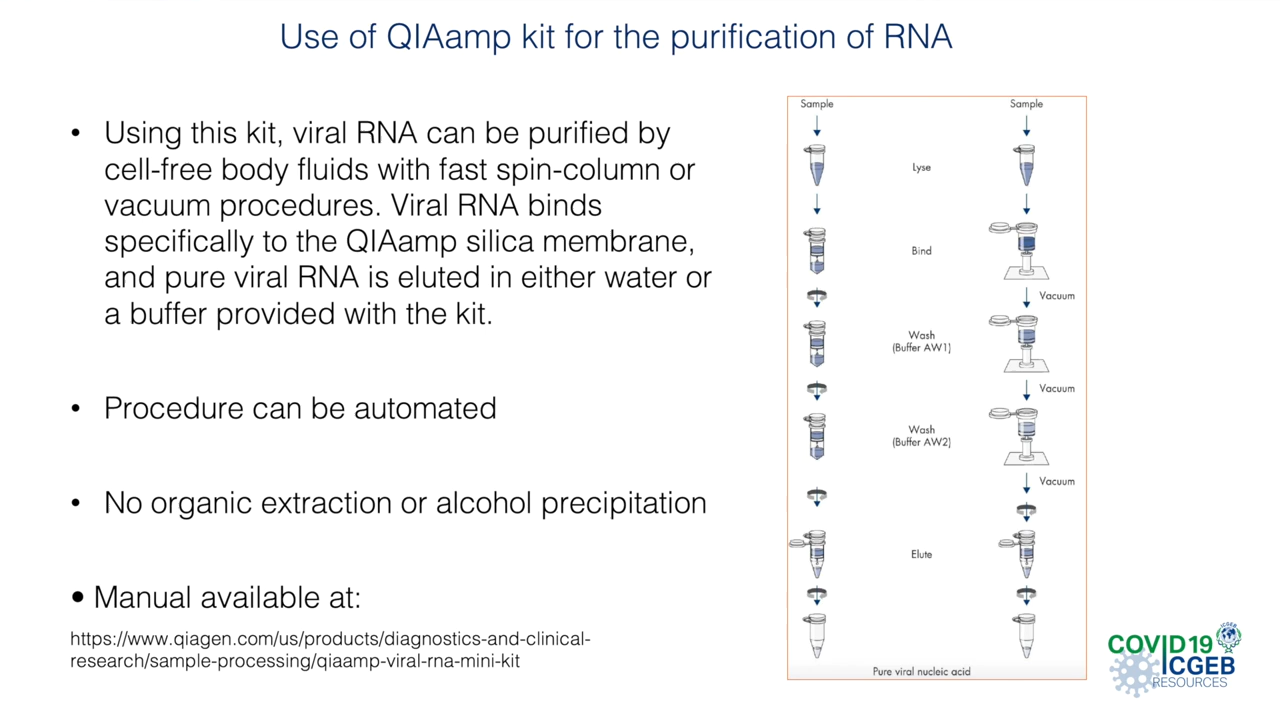 Use of QIAamp kit for the purification of RNA
• Using this kit, viral RNA can be purified by
cell-free body fluids with fast spin-column or
vacuum procedures. Viral RNA binds
specifically to the QIAamp silica membrane,
and pure viral RNA is eluted in either water or
a buffer provided with the kit.
• Procedure can be automated
• No organic extraction or alcohol precipitation
• Manual available at:
https://www.qiagen.com/us/products/diagnostics-and-clinical-
research/sample-processing/qiaamp-viral-rna-mini-kit
Sample
Sample
Lyse
Bind
Vacuum
Wash
(Buffer AW1)
Vacuum
Wash
(Buffer AW2)
Vacuum
Elute
Pure viral nucleic acid
ICGEB
COVID19
ICGEB
RESOURCES